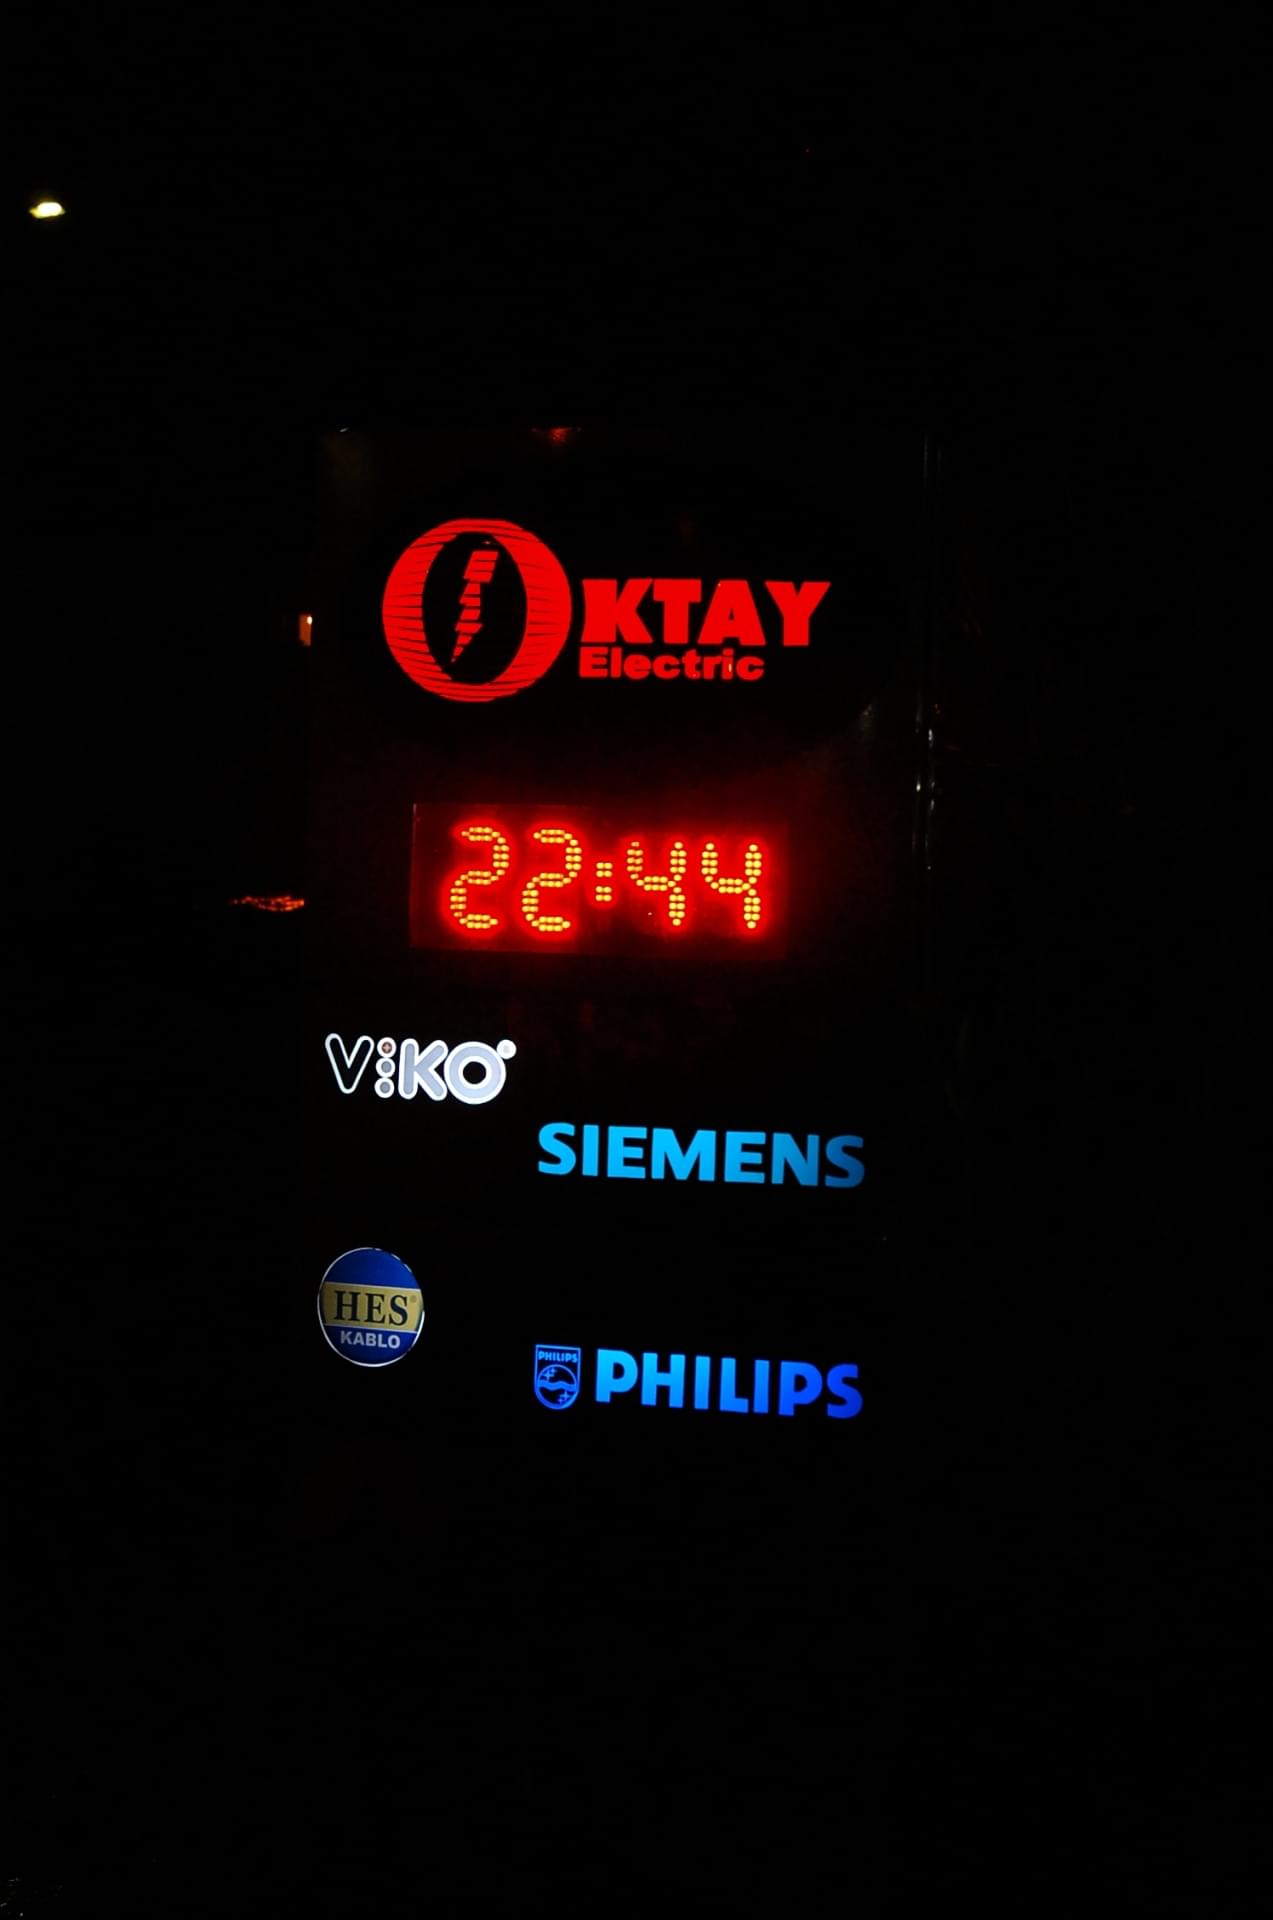 OKTAY
Electric
22:44
ViKO
SIEMENS
HES®
KABLO
PHILIPS PHILIPS